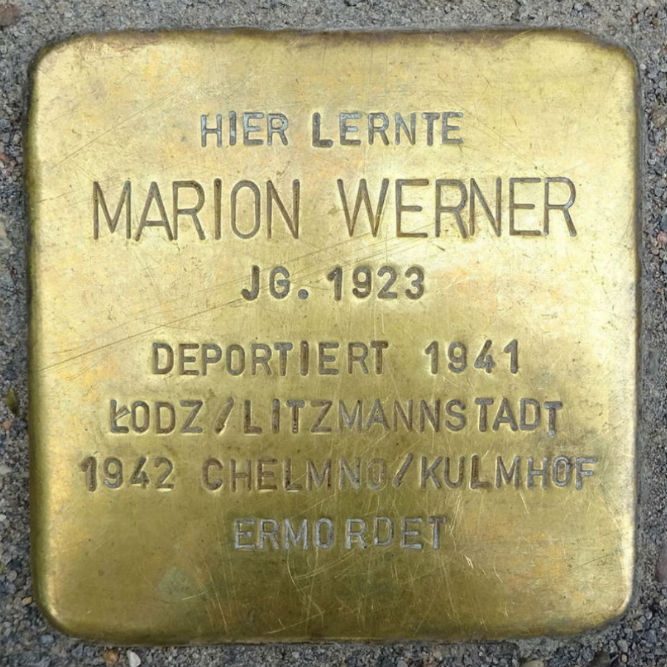 HIER LERNTE
MARION WERNER
JG. 1923
DEPORTIERT 1941
ŁODZ/LITZMANNSTADT
1942 CHELMNO/KULMHOF
ERMORDET